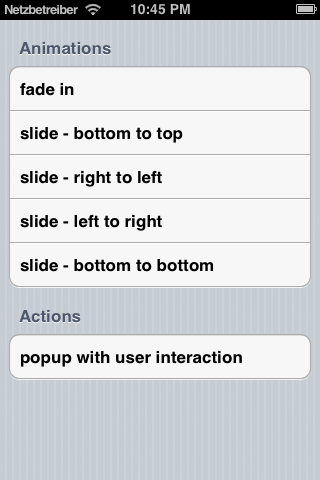 Netzbetreiber 10:45 PM
Animations
fade in
slide - bottom to top
slide - right to left
slide - left to right
slide - bottom to bottom
Actions
popup with user interaction